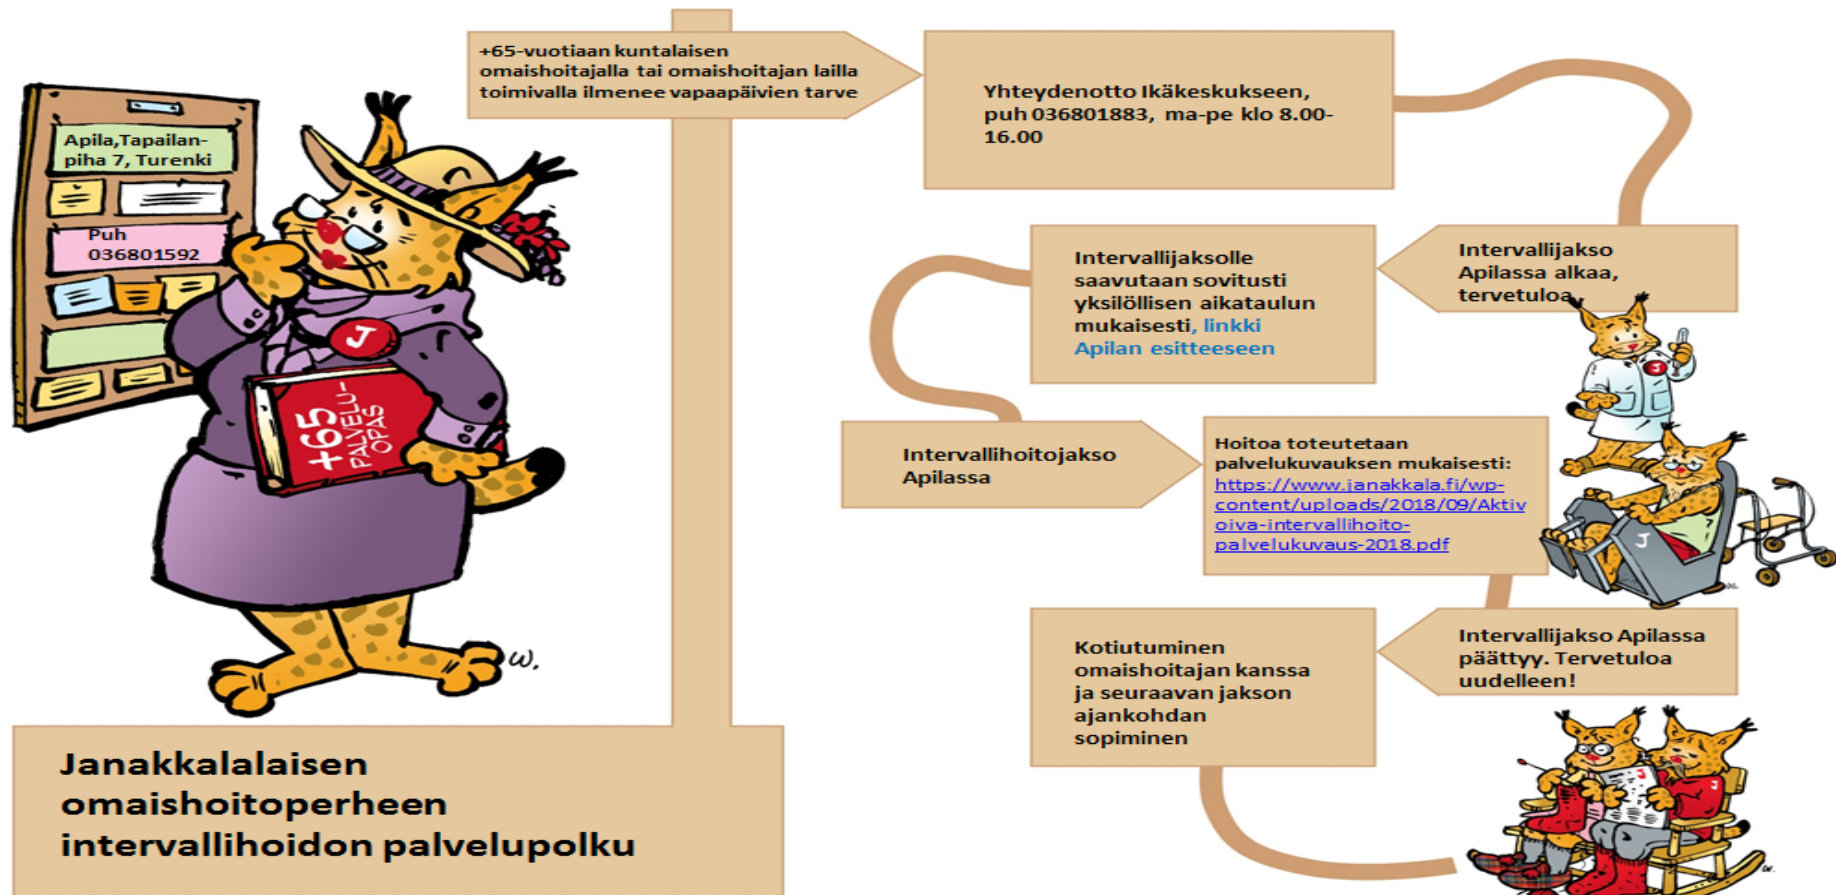 +65-vuotiaan kuntalaisen
omaishoitajalla tai omaishoitajan lailla
toimivalla ilmenee vapaapäivien tarve
Yhteydenotto Ikäkeskukseen,
puh 036801883, ma-pe klo 8.00-
16.00
Apila,Tapailan-
piha 7, Turenki
Puh
036801592
J
+65
PALVELU-
OPAS
w.
Intervallijakso
Apilassa alkaa,
tervetuloa
Intervallijaksolle
saavutaan sovitusti
yksilöllisen aikataulun
mukaisesti, linkki
Apilan esitteeseen
J
Intervallihoitojakso
Apilassa
Hoitoa toteutetaan
palvelukuvauksen mukaisesti:
https://www.janakkala.fi/wp-
content/uploads/2018/09/Aktiv
oiva-intervallihoito-
palvelukuvaus-2018.pdf
J
Intervallijakso Apilassa
päättyy. Tervetuloa
uudelleen!
Kotiutuminen
omaishoitajan kanssa
ja seuraavan jakson
ajankohdan
sopiminen
J
Janakkalalaisen
omaishoitoperheen
intervallihoidon palvelupolku